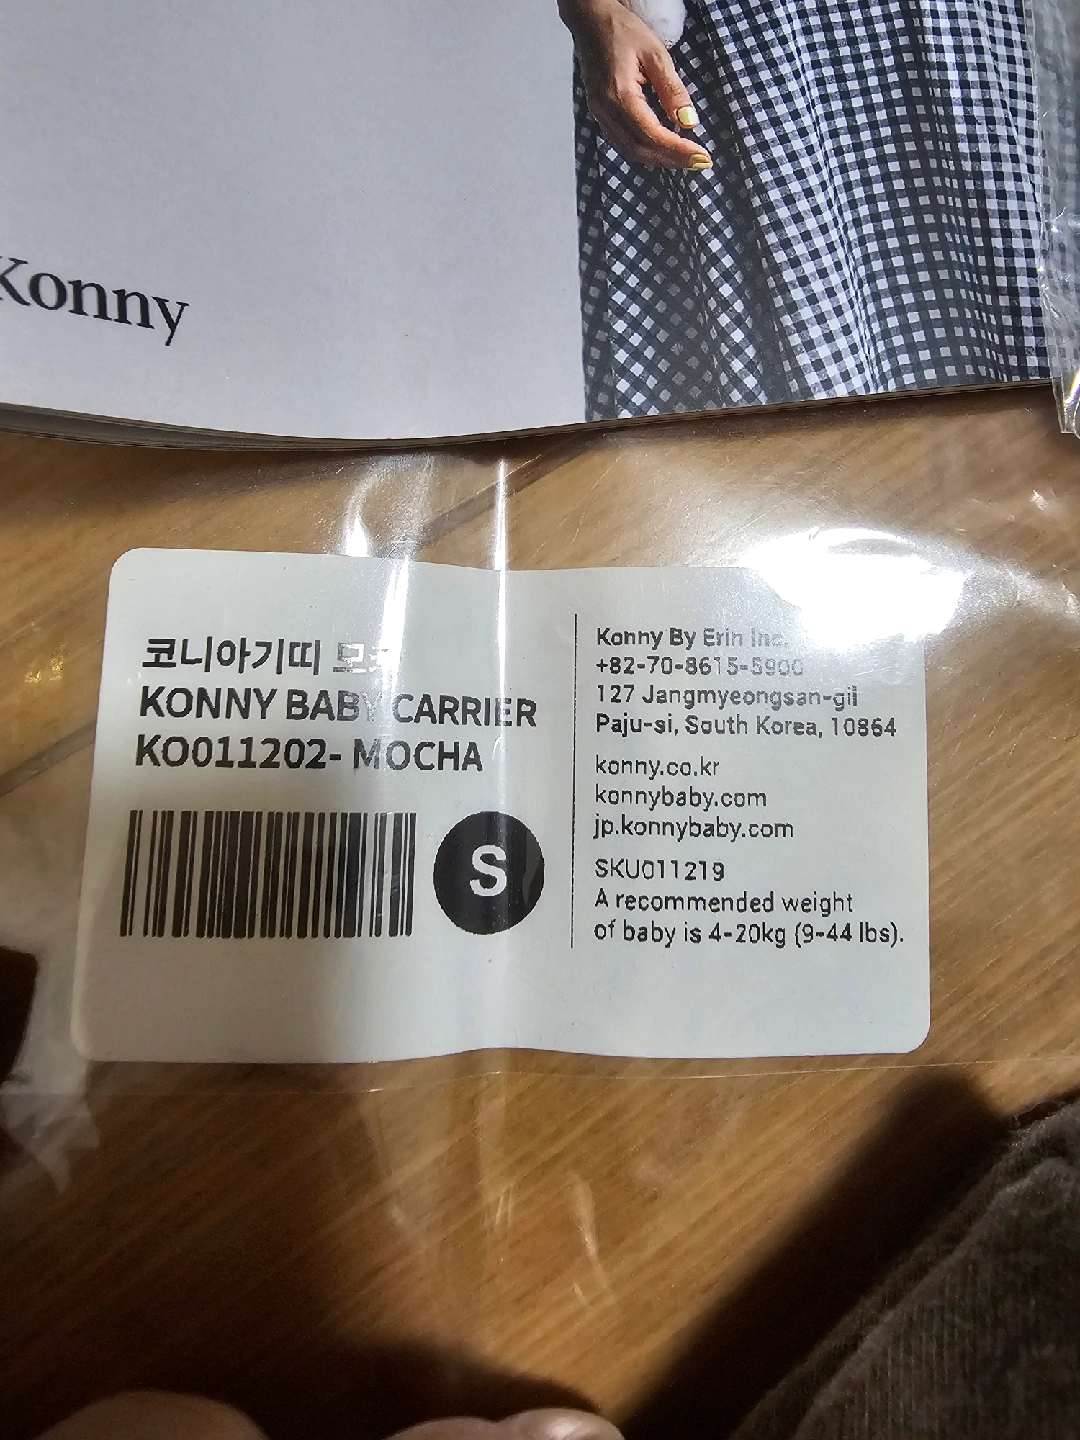 Konny
코니아기띠
KONNY BABY CARRIER
KO011202- MOCHA
S
Konny By Erin Inc.
+82-70-8615-5900
127 Jangmyeongsan-gil
Paju-si, South Korea, 10864
konny.co.kr
konnybaby.com
jp.konnybaby.com
SKU011219
A recommended weight
of baby is 4-20kg (9-44 lbs).